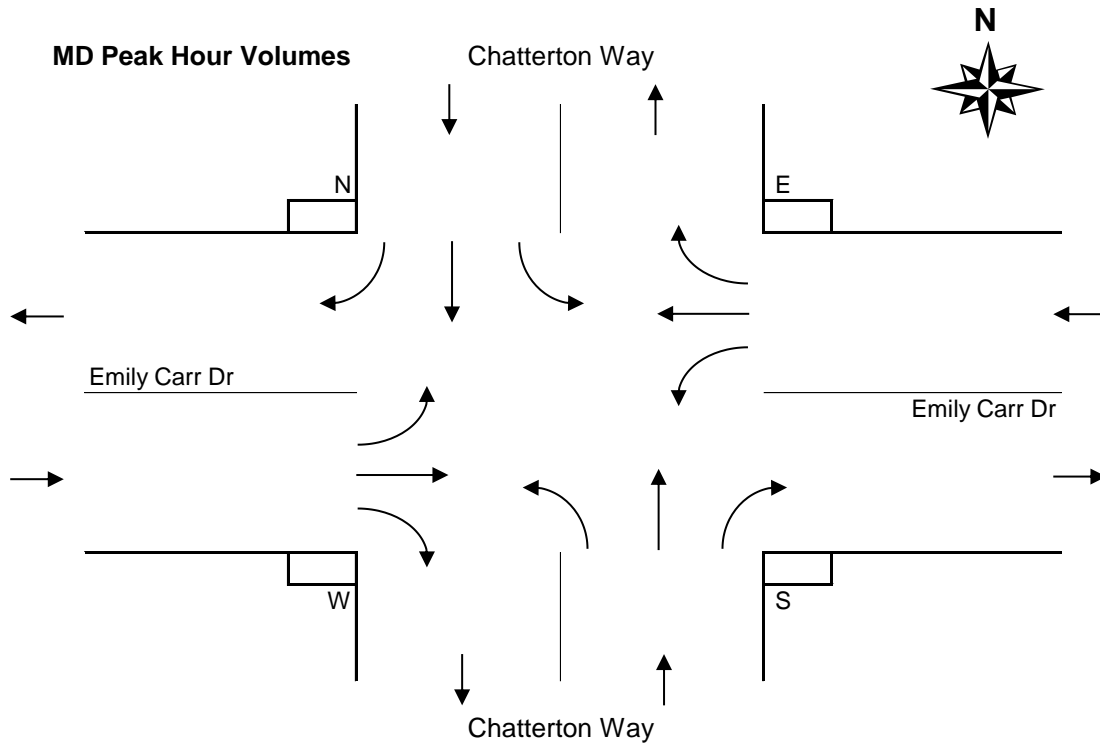 N
MD Peak Hour Volumes
Chatterton Way
N
E
Emily Carr Dr
Emily Carr Dr
W
S
Chatterton Way